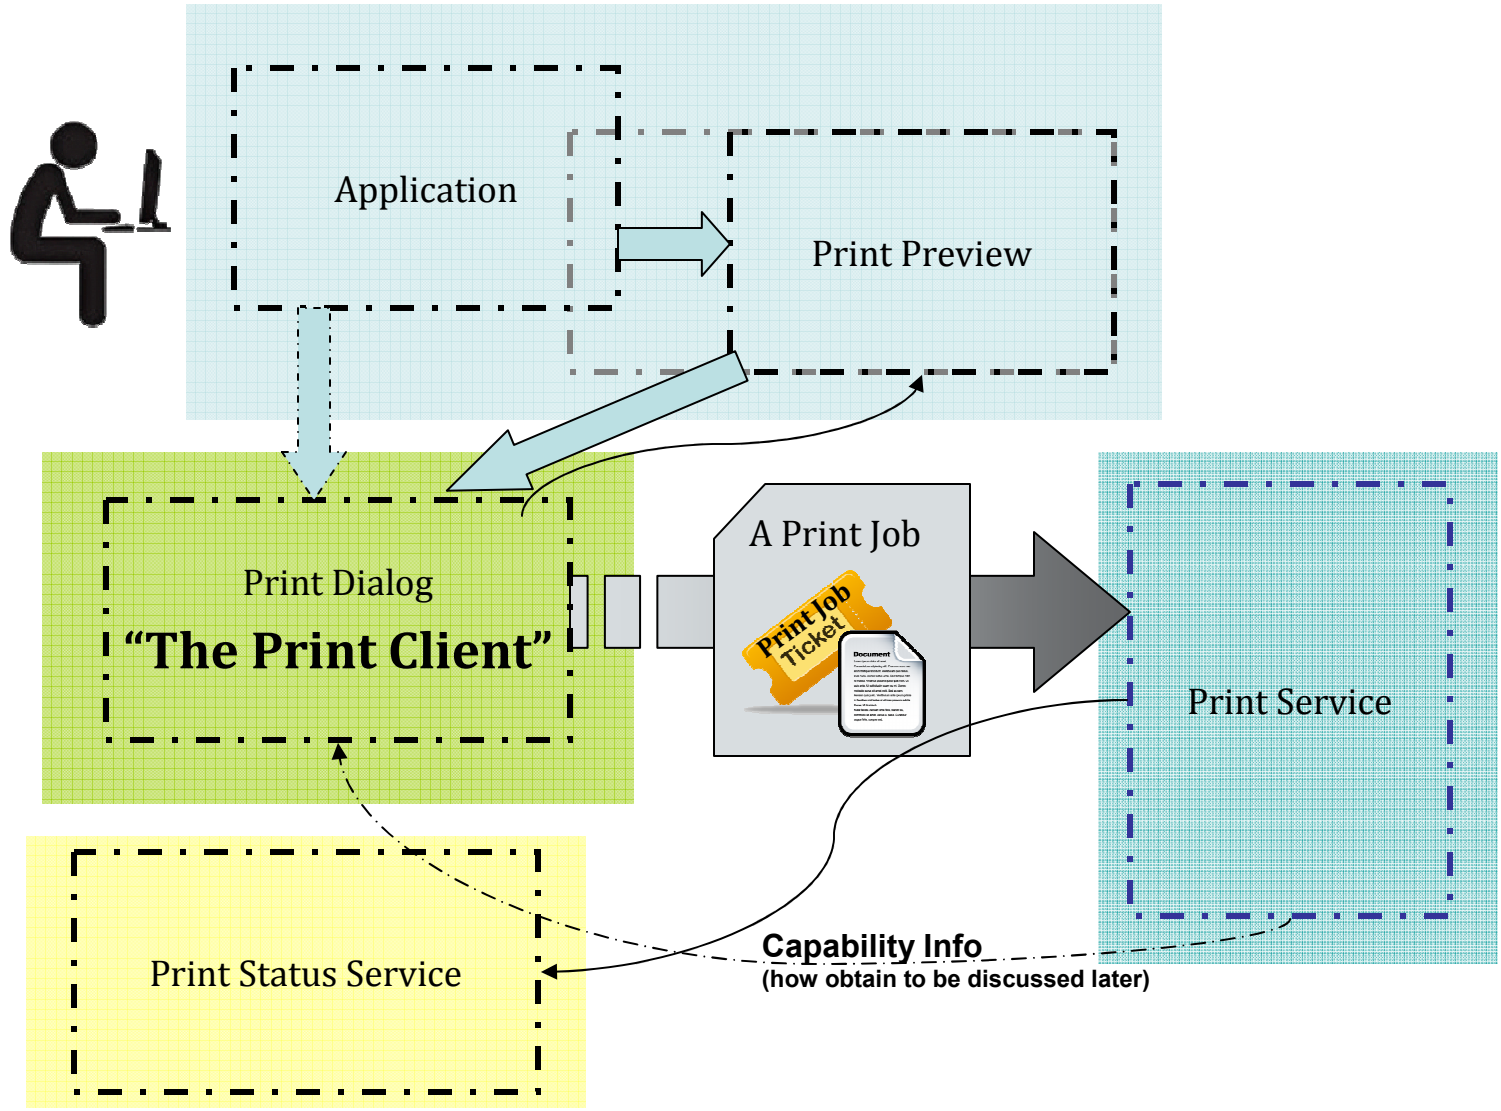 Application
Print Preview
A Print Job
Print Job
Ticket
Document
Print Dialog
“The Print Client”
Print Service
Capability Info
(how obtain to be discussed later)
Print Status Service